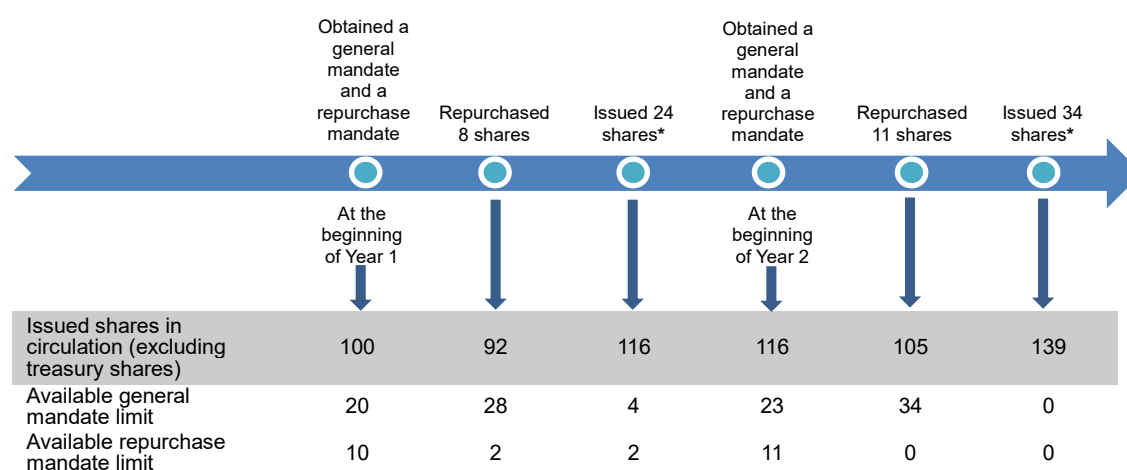 Obtained a
general
mandate
and a
repurchase
mandate
Repurchased
8 shares
Issued 24
shares*
Obtained a
general
mandate
and a
repurchase
mandate
Repurchased
11 shares
Issued 34
shares*
At the
beginning
of Year 1
At the
beginning
of Year 2
Issued shares in
circulation (excluding
treasury shares)
100 92 116 116 105 139
Available general
mandate limit
20 28 4 23 34 0
Available repurchase
mandate limit
10 2 2 11 0 0